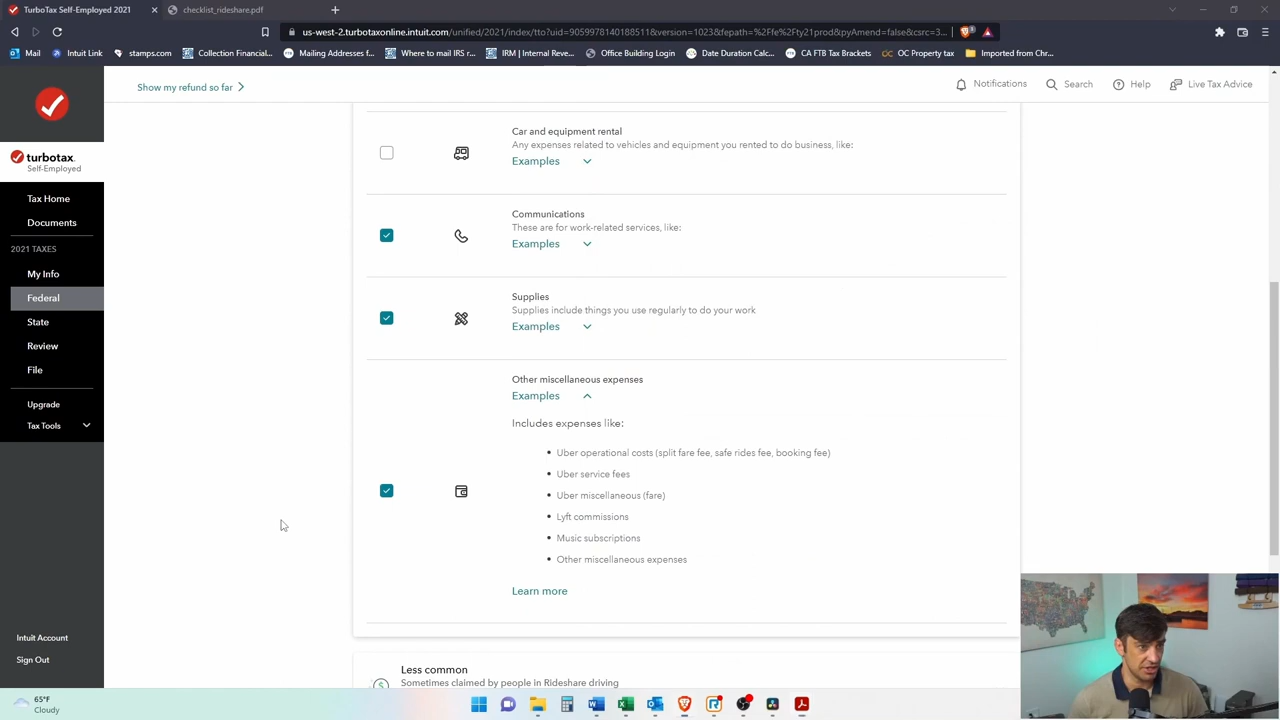 TurboTax Self-Employed 2021
checklist_rideshare.pdf
us-west-2.turbotaxonline.intuit.com/unified/2021/index/tto?uid=9059978140188511&version=1023&fepath=%2Ffe%2Fty21prod&pyAmend=false&csrc=3...
Mail
Intuit Link
stamps.com
Collection Financial...
Mailing Addresses f...
Where to mail IRS r...
IRM | Internal Reve...
Office Building Login
Date Duration Calc...
CA FTB Tax Brackets
OC Property tax
Imported from Chr...
Show my refund so far
Notifications
Search
Help
Live Tax Advice
turbotax
Self-Employed
Tax Home
Documents
2021 TAXES
My Info
Federal
State
Review
File
Upgrade
Tax Tools
Intuit Account
Sign Out
Car and equipment rental
Any expenses related to vehicles and equipment you rented to do business, like:
Examples
Communications
These are for work-related services, like:
Examples
Supplies
Supplies include things you use regularly to do your work
Examples
Other miscellaneous expenses
Examples
Includes expenses like:
• Uber operational costs (split fare fee, safe rides fee, booking fee)
• Uber service fees
• Uber miscellaneous (fare)
• Lyft commissions
• Music subscriptions
• Other miscellaneous expenses
Learn more
Less common
Sometimes claimed by people in Rideshare driving
65°F
Cloudy